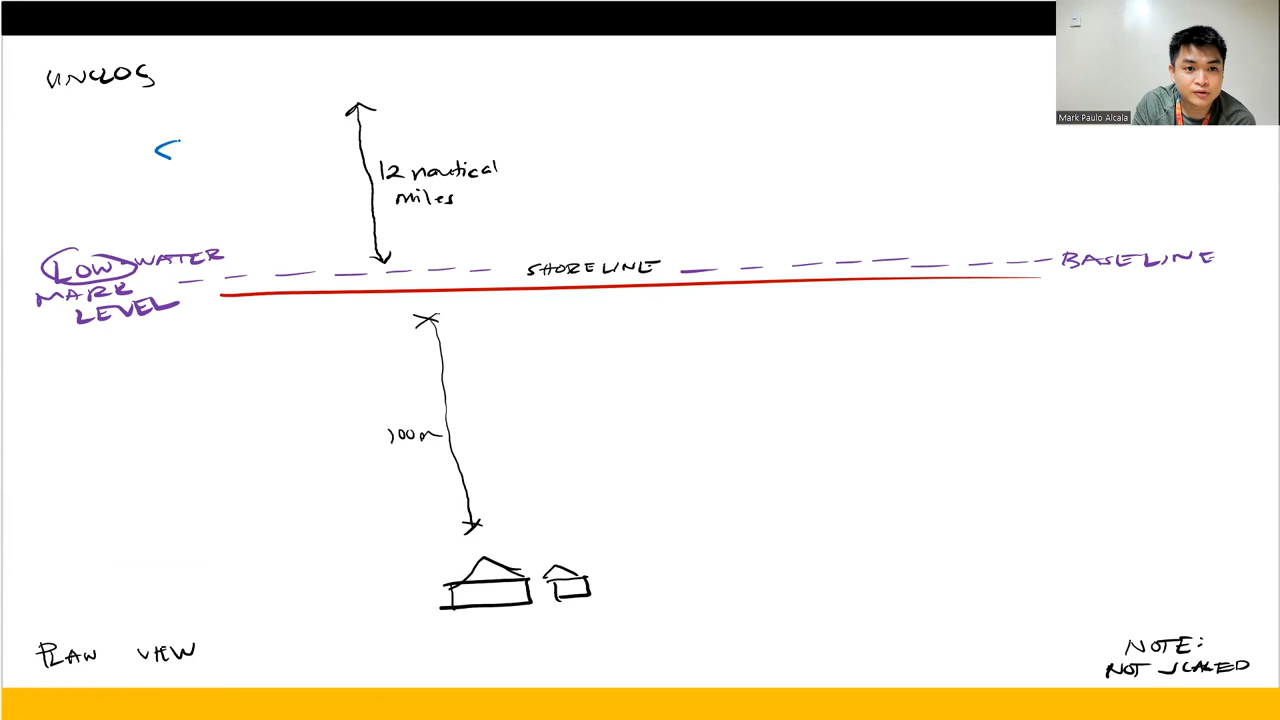 UNCLOS
Mark Paulo Alcala
12 nautical
miles
LOW WATER
MARK
LEVEL
SHORELINE
BASELINE
100m
PLAN VIEW
NOTE:
NOT SCALED